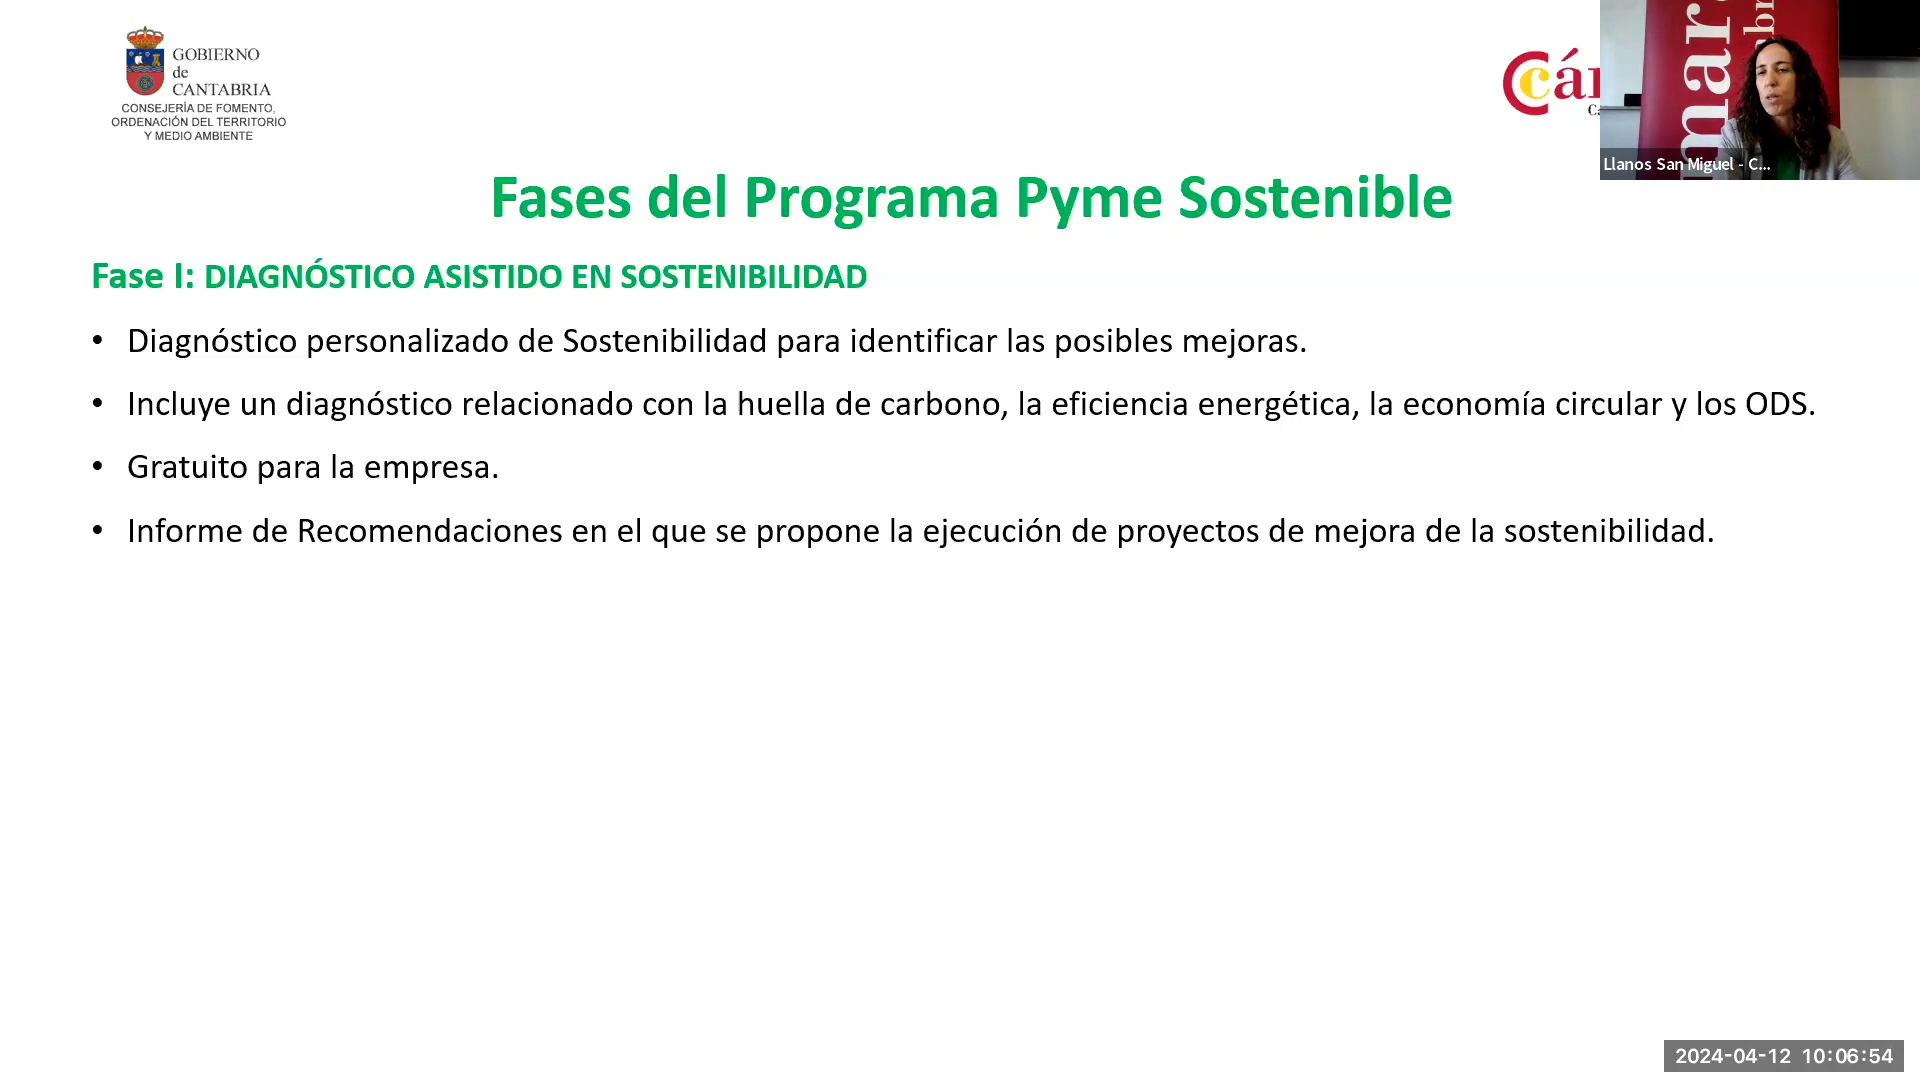 GOBIERNO
de
CANTABRIA
CONSEJERÍA DE FOMENTO,
ORDENACIÓN DEL TERRITORIO
Y MEDIO AMBIENTE
Llanos San Miguel - C...
Fases del Programa Pyme Sostenible
Fase I: DIAGNÓSTICO ASISTIDO EN SOSTENIBILIDAD
• Diagnóstico personalizado de Sostenibilidad para identificar las posibles mejoras.
• Incluye un diagnóstico relacionado con la huella de carbono, la eficiencia energética, la economía circular y los ODS.
• Gratuito para la empresa.
• Informe de Recomendaciones en el que se propone la ejecución de proyectos de mejora de la sostenibilidad.
2024-04-12 10:06:54